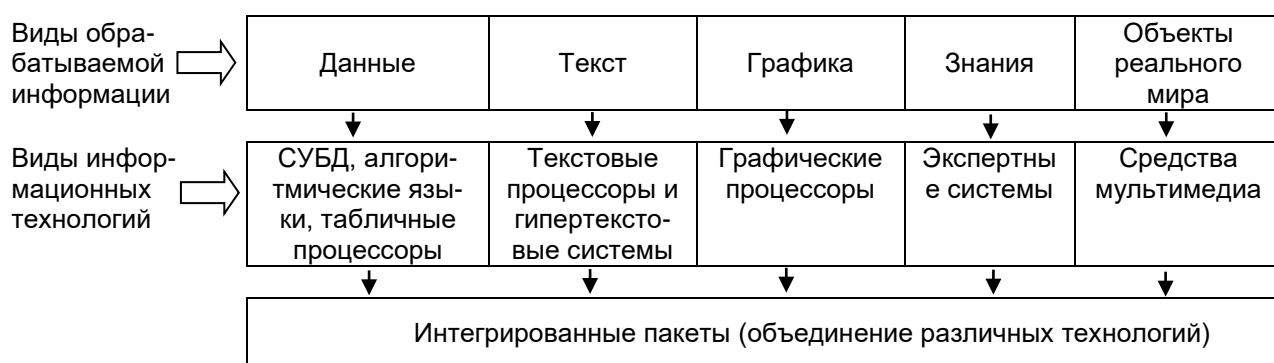 Виды обра-
батываемой
информации
Данные
Текст
Графика
Знания
Объекты
реального
мира
Виды инфор-
мационных
технологий
СУБД, алгори-
тмические язы-
ки, табличные
процессоры
Текстовые
процессоры и
гипертексто-
вые системы
Графические
процессоры
Экспертны
е системы
Средства
мультимедиа
Интегрированные пакеты (объединение различных технологий)